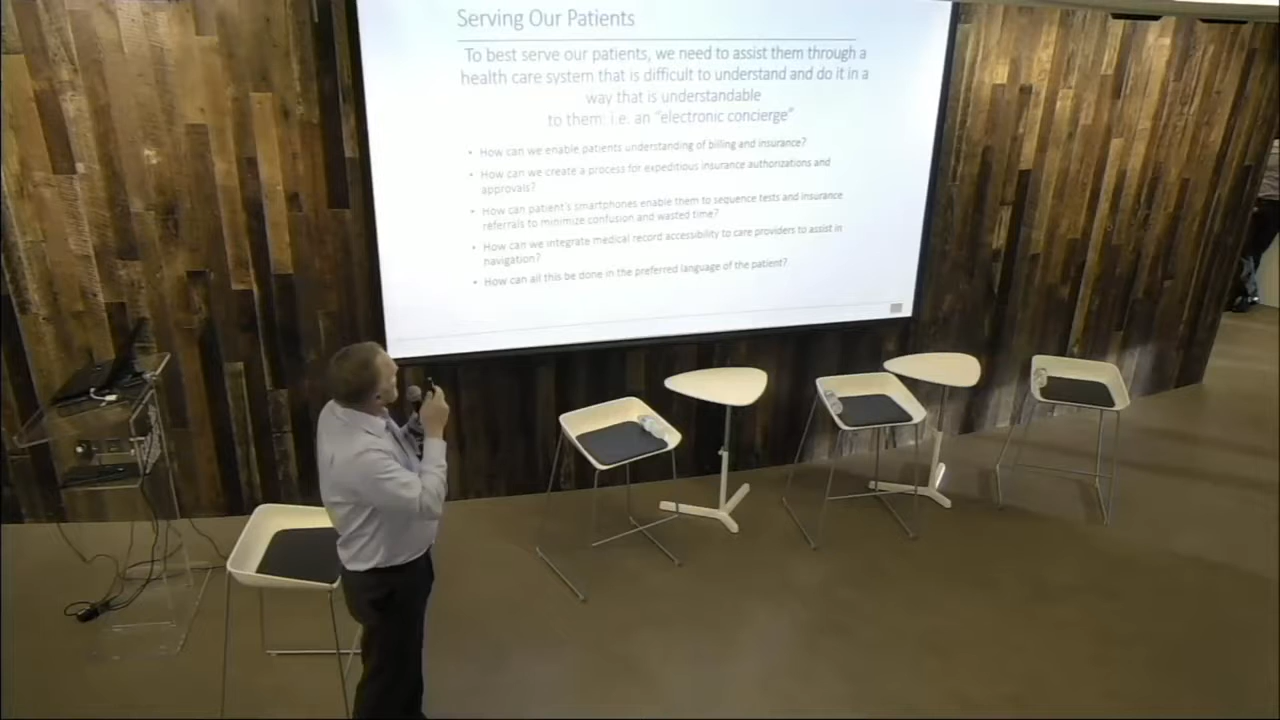 Serving Our Patients
To best serve our patients, we need to assist them through a
health care system that is difficult to understand and do it in a
way that is understandable
to them: i.e. an “electronic concierge”
• How can we enable patients understanding of billing and insurance?
• How can we create a process for expeditious insurance authorizations and
approvals?
• How can patient's smartphones enable them to sequence tests and insurance
referrals to minimize confusion and wasted time?
• How can we integrate medical record accessibility to care providers to assist in
navigation?
• How can all this be done in the preferred language of the patient?